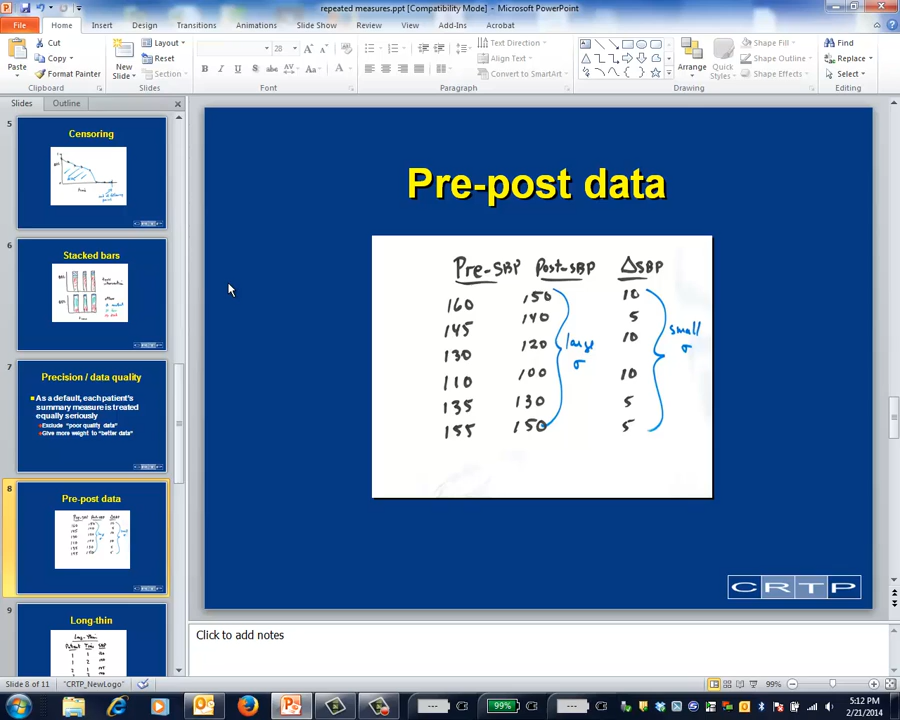 repeated measures.ppt [Compatibility Mode] - Microsoft PowerPoint
File Home Insert Design Transitions Animations Slide Show Review View Add-Ins Acrobat
Paste
Cut
Copy
Format Painter
Clipboard
New Slide
Layout
Reset
Section
Slides
28
B I U S abc AV Aa A
Font
Paragraph
Text Direction
Align Text
Convert to SmartArt
Arrange
Quick Styles
Shape Fill
Shape Outline
Shape Effects
Drawing
Find
Replace
Select
Editing
Slides Outline
5
Censoring
6
Stacked bars
7
Precision / data quality
As a default, each patient's
summary measure is treated
equally seriously
Exclude "poor quality data"
Give more weight to "better data"
8
Pre-post data
9
Long-thin
Pre-post data
Pre-SBP Post-SBP ΔSBP
160 150 10
145 140 5
130 120 10
110 100 10
135 130 5
155 150 5
large σ
small σ
CRTP
Click to add notes
Slide 8 of 11 "CRTP_NewLogo" 99%
99%
5:12 PM
2/21/2014